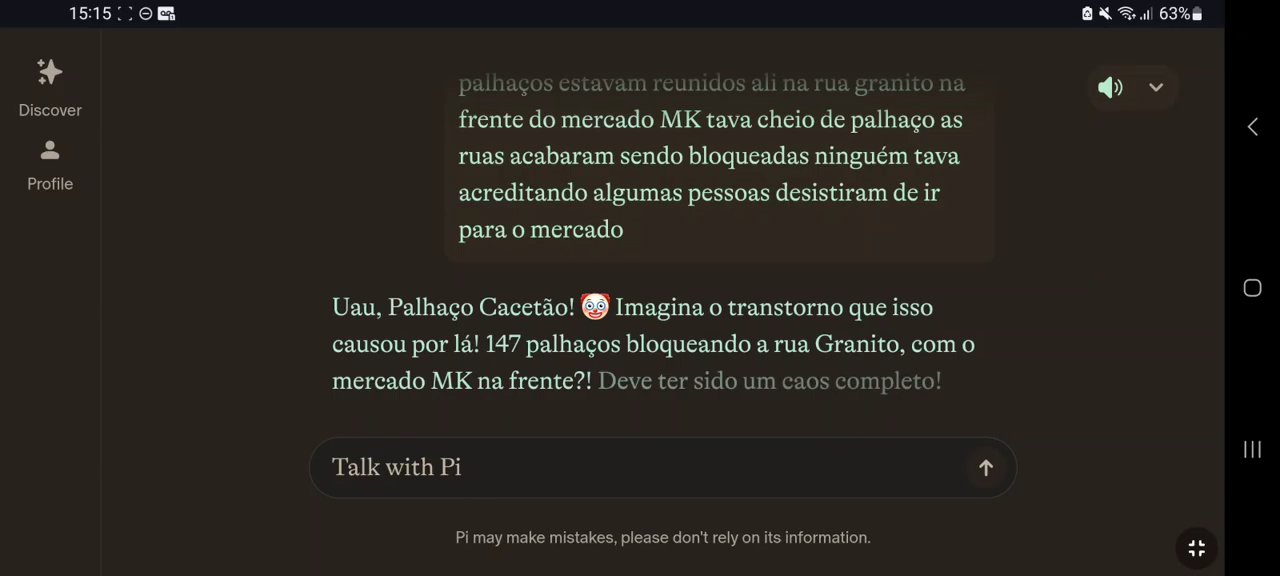 15:15
63%
Discover
Profile
palhaços estavam reunidos ali na rua granito na
frente do mercado MK tava cheio de palhaço as
ruas acabaram sendo bloqueadas ninguém tava
acreditando algumas pessoas desistiram de ir
para o mercado
Uau, Palhaço Cacetão! 🤡 Imagina o transtorno que isso
causou por lá! 147 palhaços bloqueando a rua Granito, com o
mercado MK na frente?! Deve ter sido um caos completo!
Talk with Pi
Pi may make mistakes, please don't rely on its information.